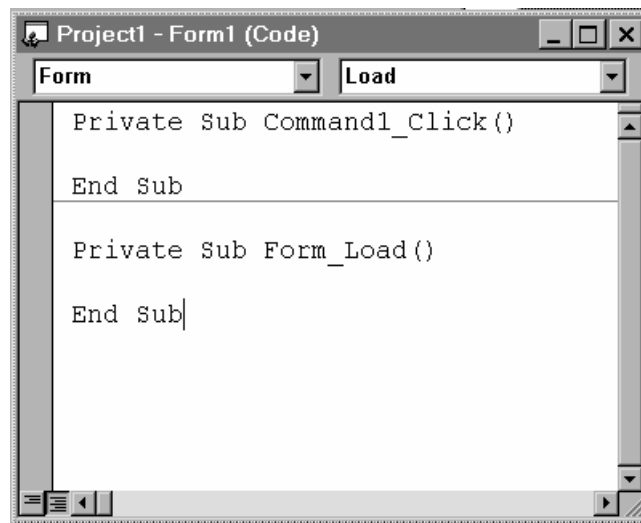 Project1 - Form1 (Code)
Form Load
Private Sub Command1_Click()
End Sub
Private Sub Form_Load()
End Sub